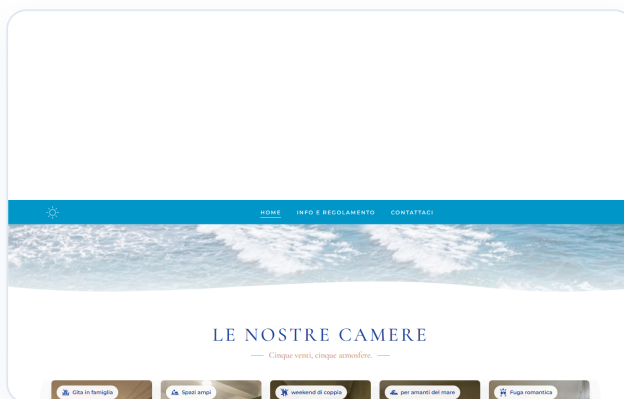 HOME INFO E REGOLAMENTO CONTATTACI
LE NOSTRE CAMERE
Cinque venti, cinque atmosfere.
Gita in famiglia
Spazi ampi
weekend di coppia
per amanti del mare
Fuga romantica